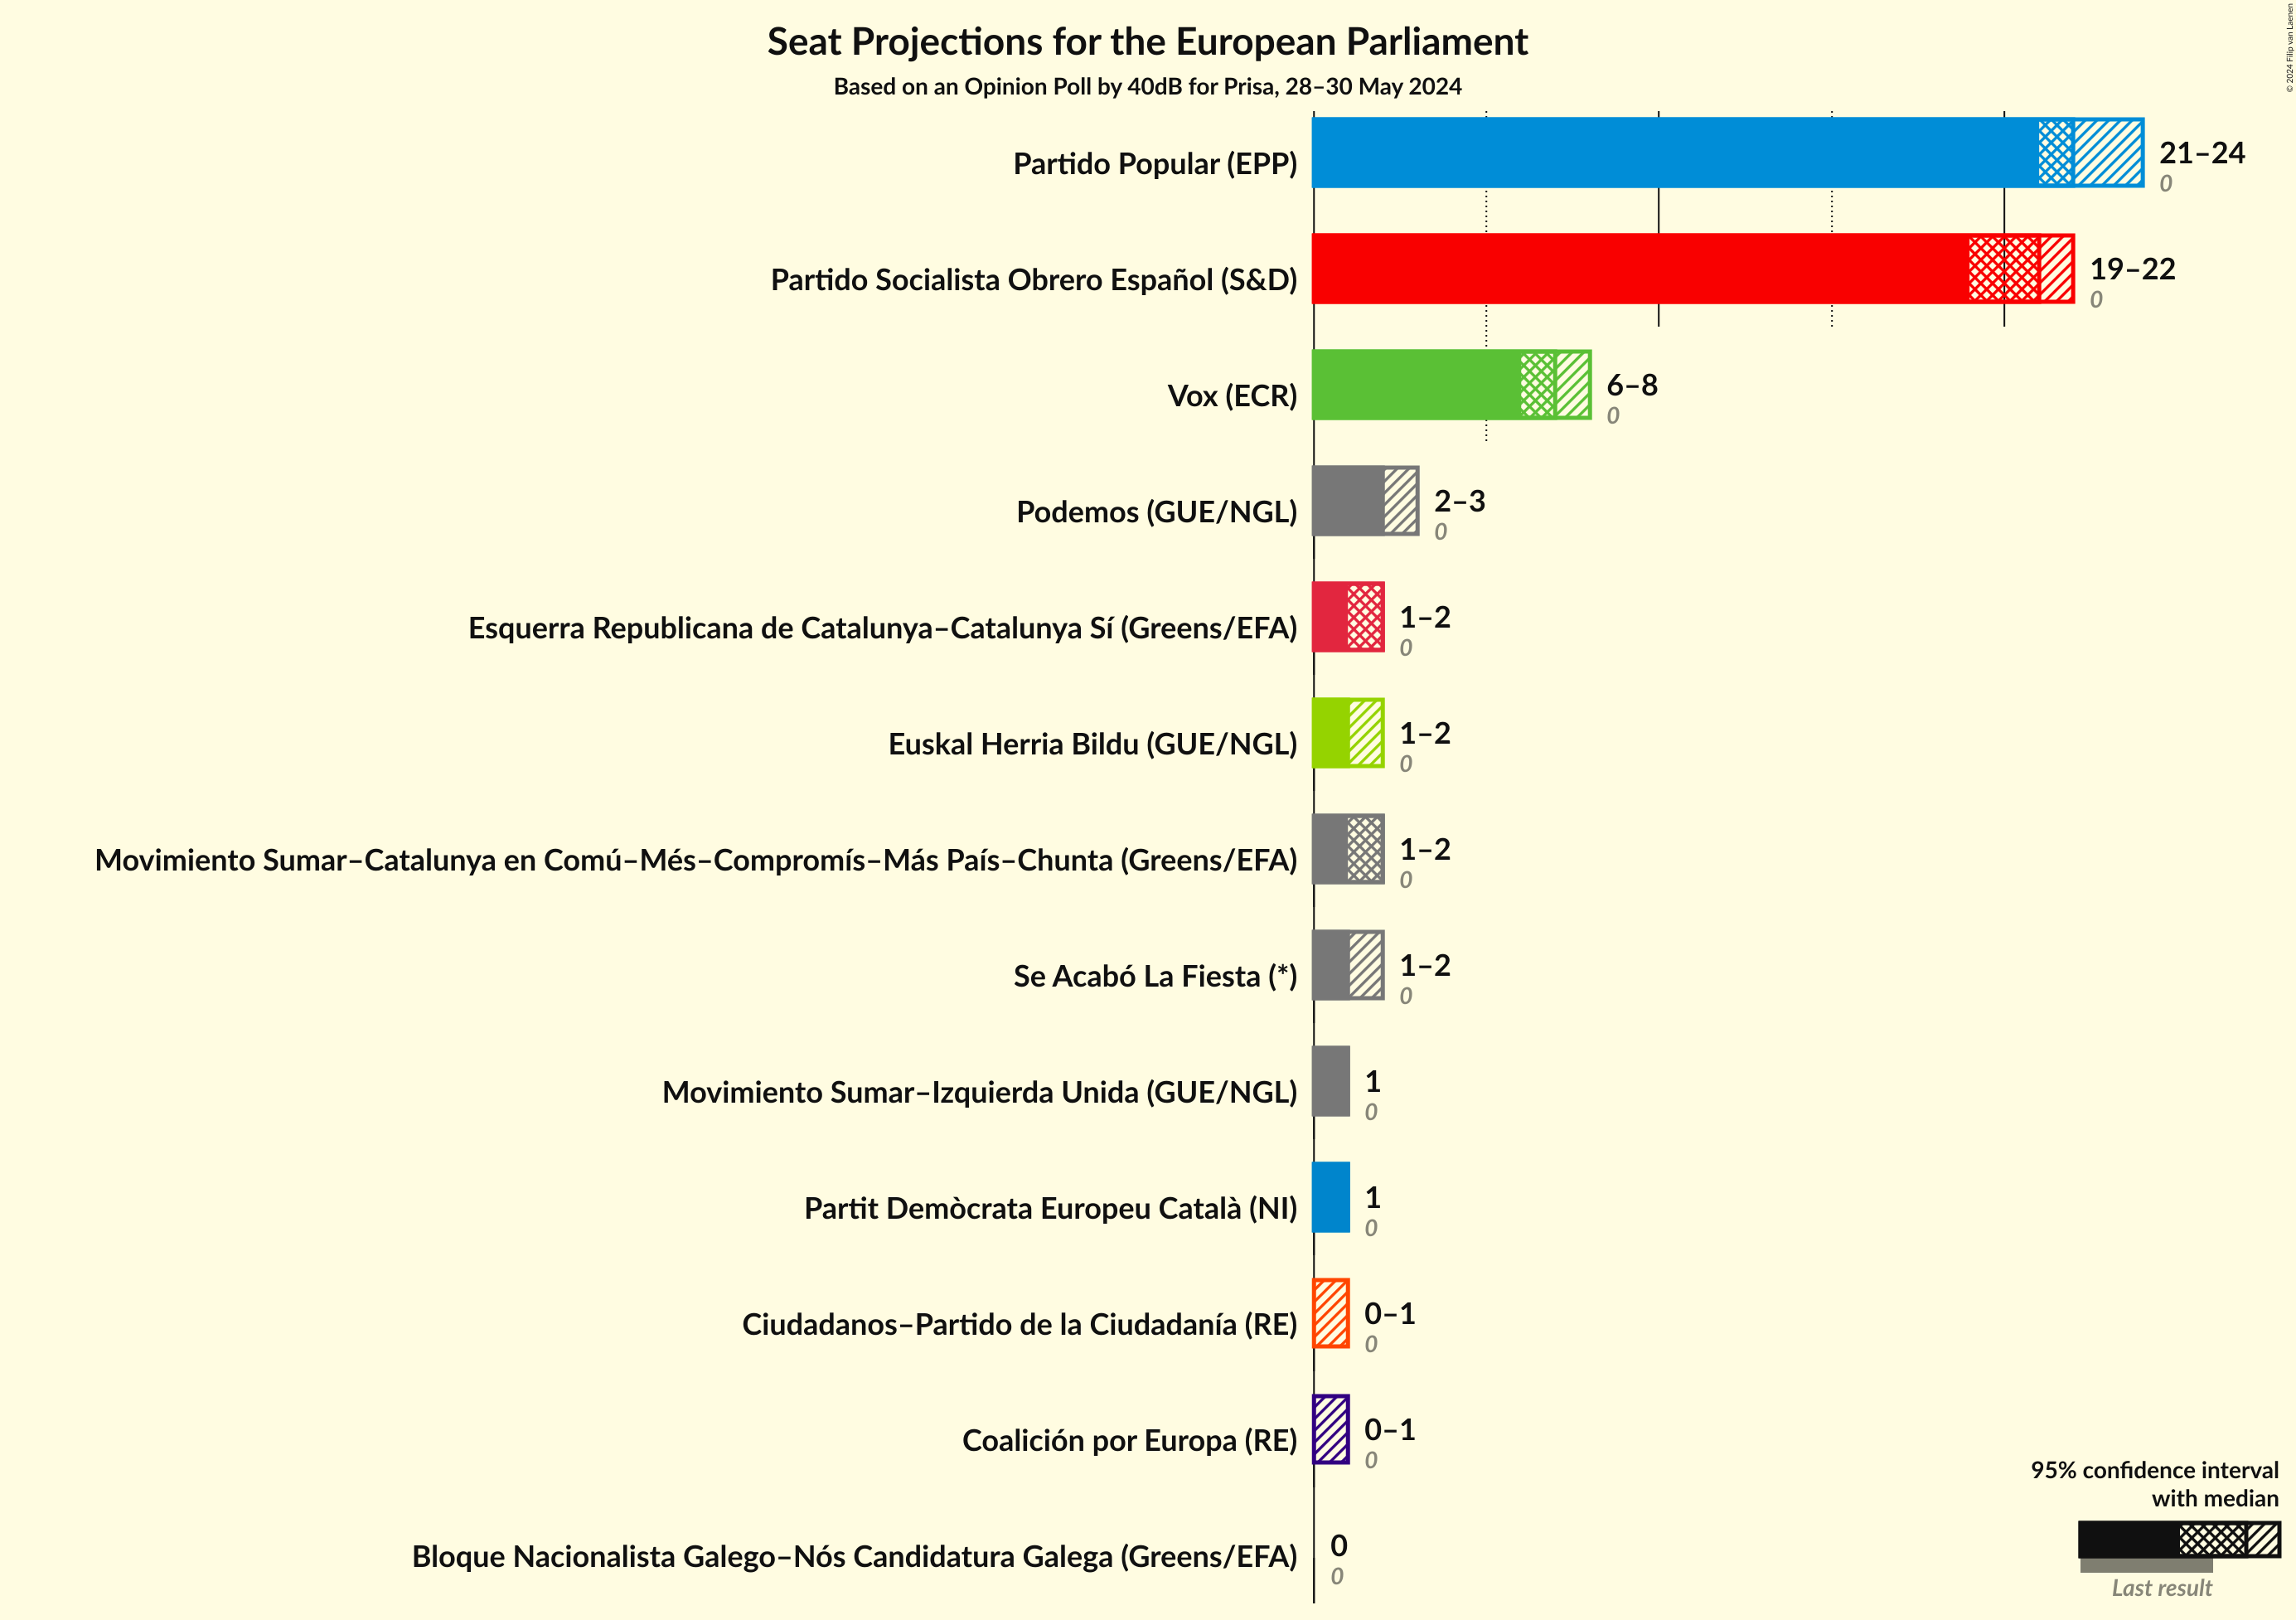 Seat Projections for the European Parliament
Based on an Opinion Poll by 40dB for Prisa, 28–30 May 2024
© 2024 Filip van Laenen
Partido Popular (EPP)
21–24
0
Partido Socialista Obrero Español (S&D)
19–22
0
Vox (ECR)
6–8
0
Podemos (GUE/NGL)
2–3
0
Esquerra Republicana de Catalunya–Catalunya Sí (Greens/EFA)
1–2
0
Euskal Herria Bildu (GUE/NGL)
1–2
0
Movimiento Sumar–Catalunya en Comú–Més–Compromís–Más País–Chunta (Greens/EFA)
1–2
0
Se Acabó La Fiesta (*)
1–2
0
Movimiento Sumar–Izquierda Unida (GUE/NGL)
1
0
Partit Demòcrata Europeu Català (NI)
1
0
Ciudadanos–Partido de la Ciudadanía (RE)
0–1
0
Coalición por Europa (RE)
0–1
0
Bloque Nacionalista Galego–Nós Candidatura Galega (Greens/EFA)
0
0
95% confidence interval
with median
Last result